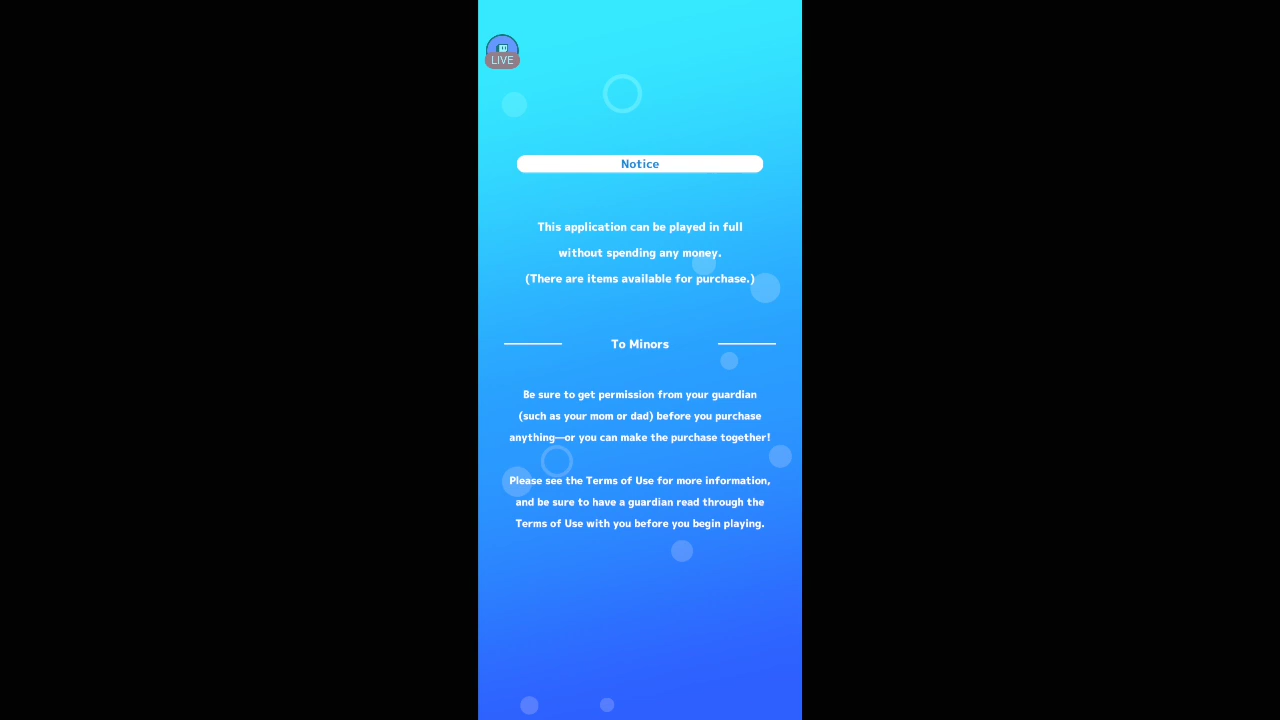 LIVE
Notice
This application can be played in full
without spending any money.
(There are items available for purchase.)
To Minors
Be sure to get permission from your guardian
(such as your mom or dad) before you purchase
anything—or you can make the purchase together!
Please see the Terms of Use for more information,
and be sure to have a guardian read through the
Terms of Use with you before you begin playing.